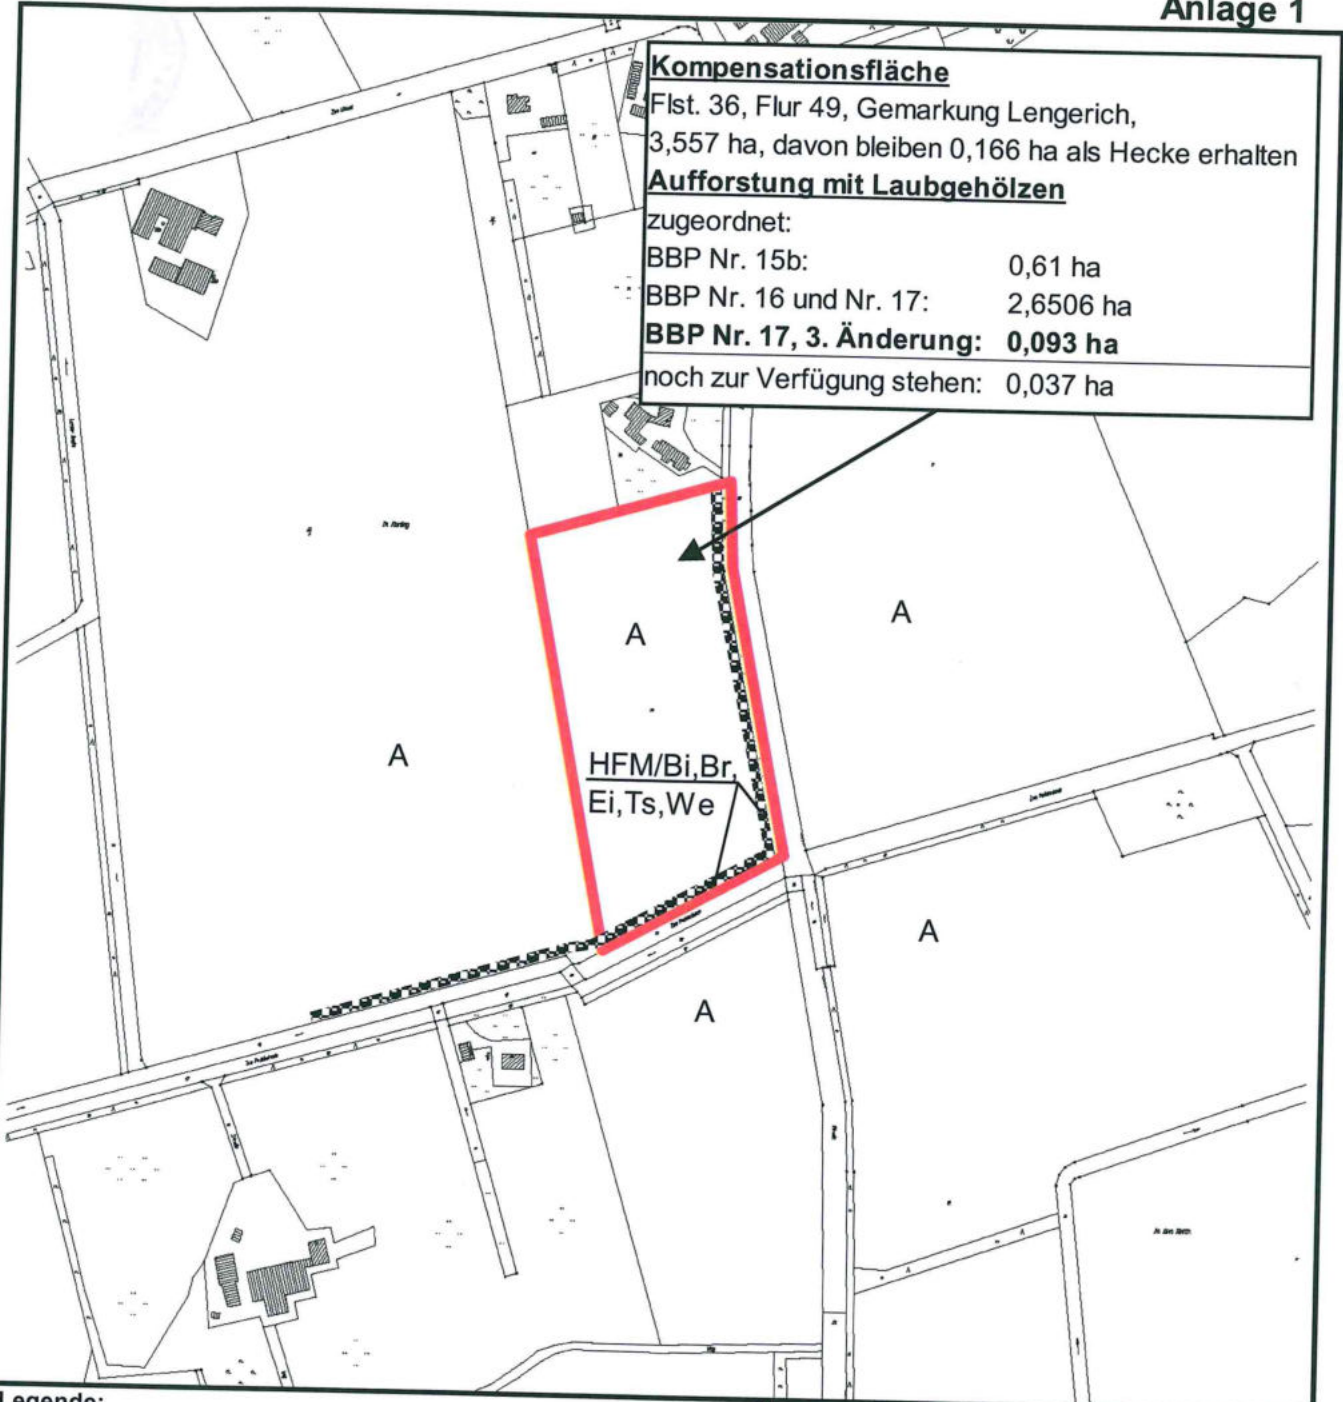 Anlage 1
Kompensationsfläche
Flst. 36, Flur 49, Gemarkung Lengerich,
3,557 ha, davon bleiben 0,166 ha als Hecke erhalten
Aufforstung mit Laubgehölzen
zugeordnet:
BBP Nr. 15b: 0,61 ha
BBP Nr. 16 und Nr. 17: 2,6506 ha
BBP Nr. 17, 3. Änderung: 0,093 ha
noch zur Verfügung stehen: 0,037 ha
A
A
A
HFM/Bi,Br,
Ei,Ts,We
A
A
Legende: